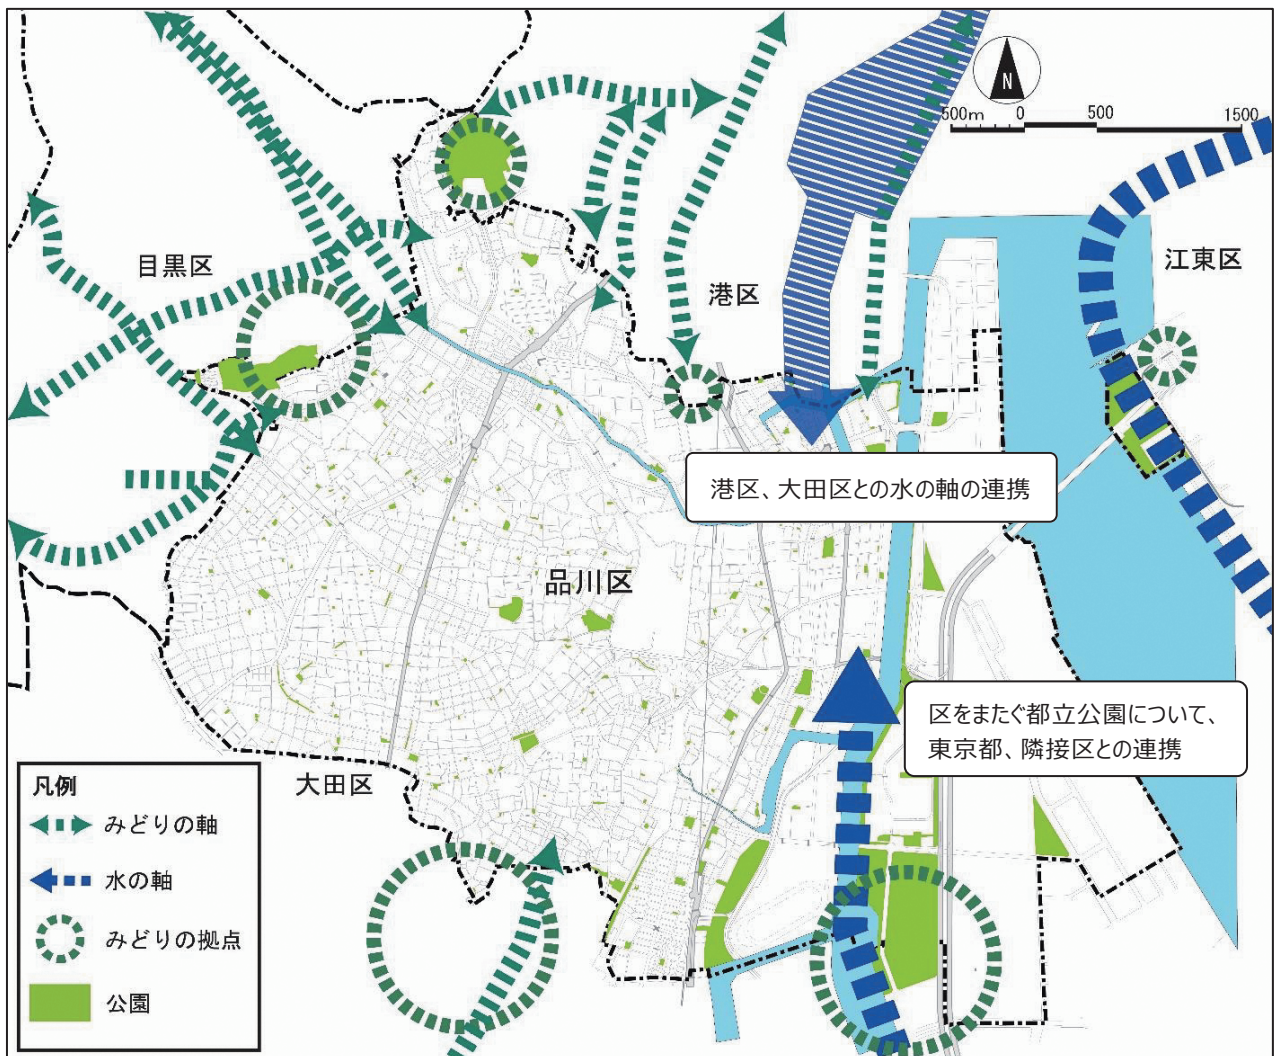 N
500m 0 500 1500
目黒区
港区
江東区
港区、大田区との水の軸の連携
品川区
区をまたぐ都立公園について、
東京都、隣接区との連携
大田区
凡例
みどりの軸
水の軸
みどりの拠点
公園